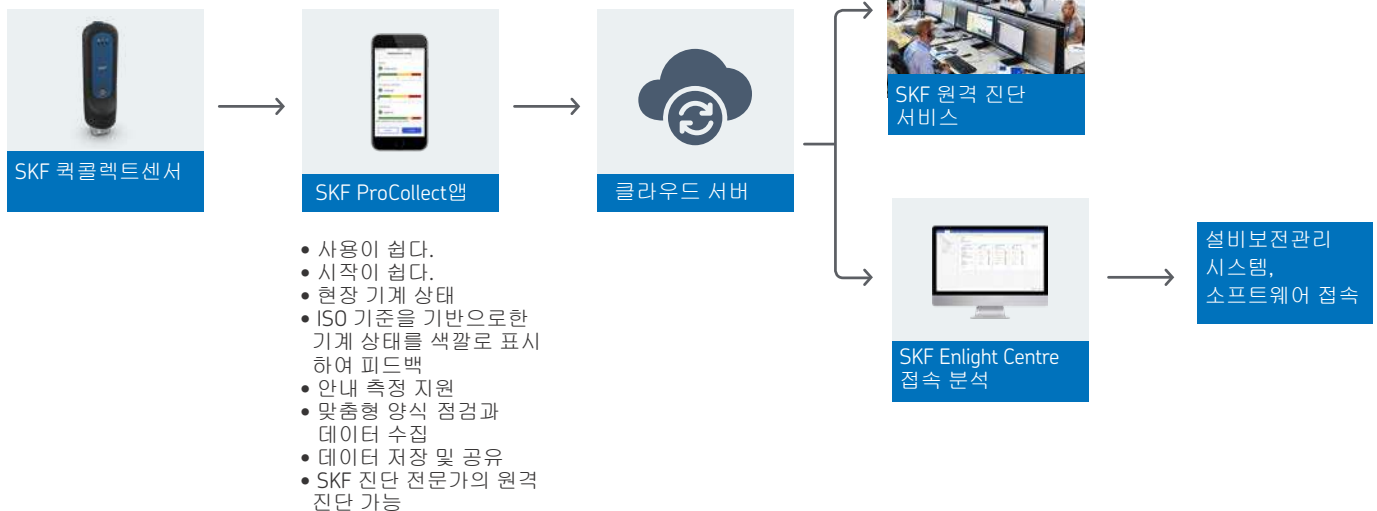 SKF 퀵콜렉트센서
SKF ProCollect앱
클라우드 서버
SKF 원격 진단
서비스
SKF Enlight Centre
접속 분석
설비보전관리
시스템,
소프트웨어 접속
• 사용이 쉽다.
• 시작이 쉽다.
• 현장 기계 상태
• ISO 기준을 기반으로한
기계 상태를 색깔로 표시
하여 피드백
• 안내 측정 지원
• 맞춤형 양식 점검과
데이터 수집
• 데이터 저장 및 공유
• SKF 진단 전문가의 원격
진단 가능